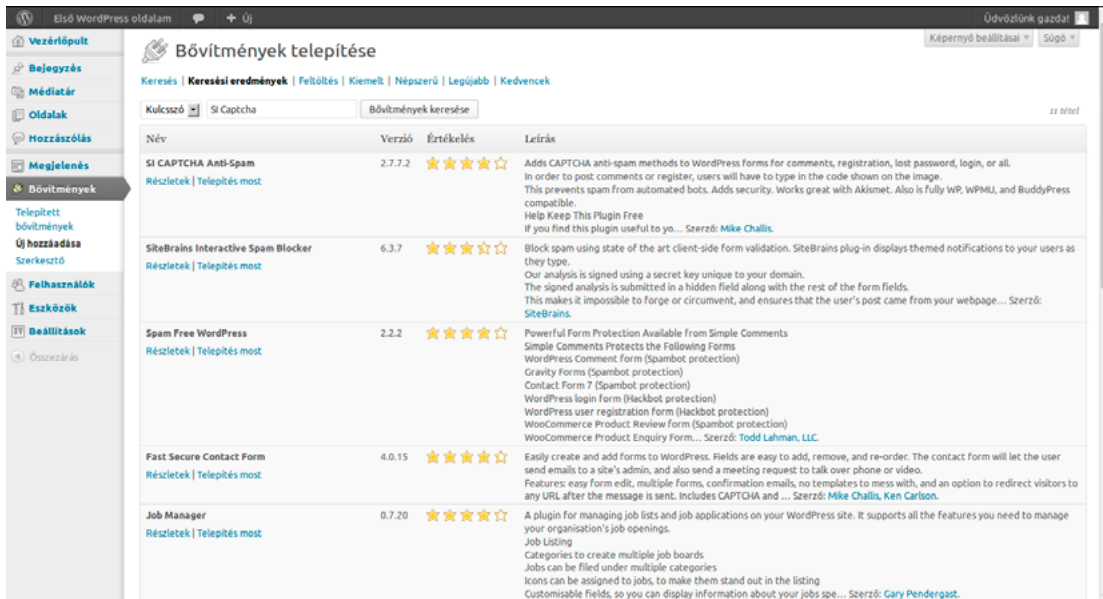 Első WordPress oldalam + Új Üdvözlünk gazda!
Képernyő beállításai Súgó
Vezérlőpult
Bejegyzés
Médiatár
Oldalak
Hozzászólás
Megjelenés
Bővítmények
Telepített
bővítmények
Új hozzáadása
Szerkesztő
Felhasználók
Eszközök
Beállítások
Összezárás
Bővítmények telepítése
Keresés | Keresési eredmények | Feltöltés | Kiemelt | Népszerű | Legújabb | Kedvencek
Kulcsszó SI Captcha Bővítmények keresése 11 tétel
Név Verzió Értékelés Leírás
SI CAPTCHA Anti-Spam 2.7.7.2
Részletek | Telepítés most
Adds CAPTCHA anti-spam methods to WordPress forms for comments, registration, lost password, login, or all.
In order to post comments or register, users will have to type in the code shown on the image.
This prevents spam from automated bots. Adds security. Works great with Akismet. Also is fully WP, WPMU, and BuddyPress
compatible.
Help Keep This Plugin Free
If you find this plugin useful to yo... Szerző: Mike Challis.
SiteBrains Interactive Spam Blocker 6.3.7
Részletek | Telepítés most
Block spam using state of the art client-side form validation. SiteBrains plug-in displays themed notifications to your users as
they type.
Our analysis is signed using a secret key unique to your domain.
The signed analysis is submitted in a hidden field along with the rest of the form fields.
This makes it impossible to forge or circumvent, and ensures that the user's post came from your webpage... Szerző:
SiteBrains.
Spam Free WordPress 2.2.2
Részletek | Telepítés most
Powerful Form Protection Available from Simple Comments
Simple Comments Protects the Following Forms
WordPress Comment form (Spambot protection)
Gravity Forms (Spambot protection)
Contact Form 7 (Spambot protection)
WordPress login form (Hackbot protection)
WordPress user registration form (Hackbot protection)
WooCommerce Product Review form (Spambot protection)
WooCommerce Product Enquiry Form... Szerző: Todd Lahman, LLC.
Fast Secure Contact Form 4.0.15
Részletek | Telepítés most
Easily create and add forms to WordPress. Fields are easy to add, remove, and re-order. The contact form will let the user
send emails to a site's admin, and also send a meeting request to talk over phone or video.
Features: easy form edit, multiple forms, confirmation emails, no templates to mess with, and an option to redirect visitors to
any URL after the message is sent. Includes CAPTCHA and ... Szerző: Mike Challis, Ken Carlson.
Job Manager 0.7.20
Részletek | Telepítés most
A plugin for managing job lists and job applications on your WordPress site. It supports all the features you need to manage
your organisation's job openings.
Job Listing
Categories to create multiple job boards
Jobs can be filed under multiple categories
Icons can be assigned to jobs, to make them stand out in the listing
Customisable fields, so you can display information about your jobs spe... Szerző: Gary Pendergast.